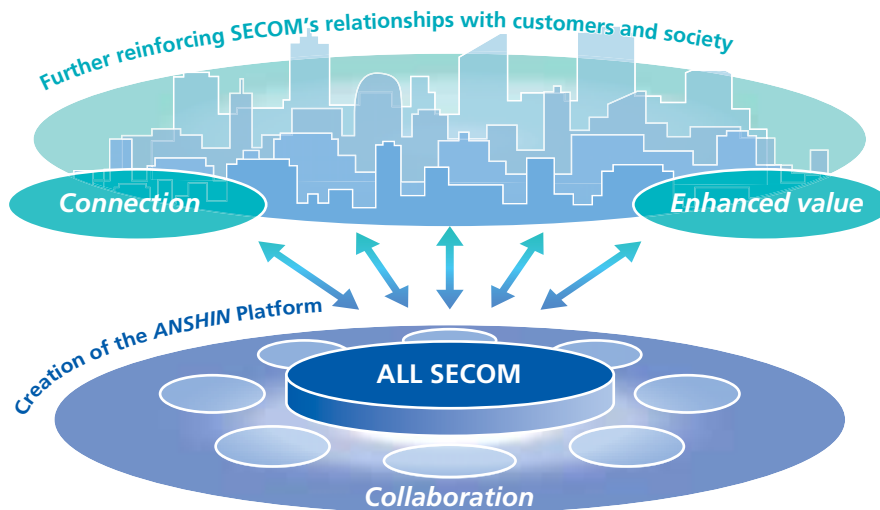 Further reinforcing SECOM's relationships with customers and society
Connection
Enhanced value
Creation of the ANSHIN Platform
ALL SECOM
Collaboration